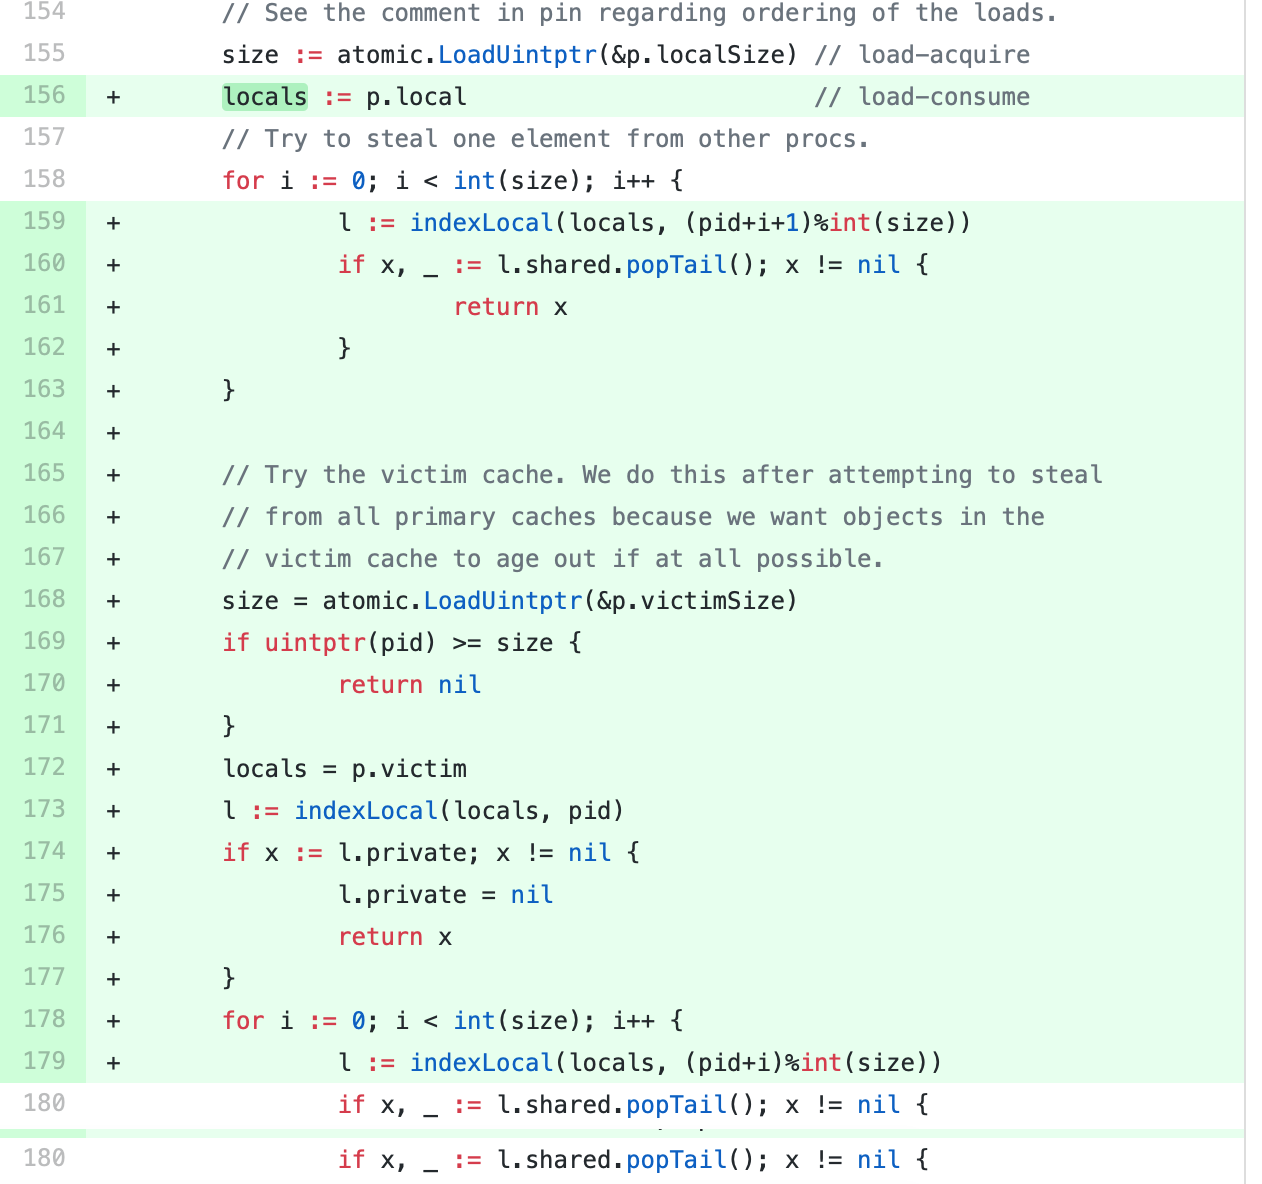 154 // See the comment in pin regarding ordering of the loads.
155 size := atomic.LoadUintptr(&p.localSize) // load-acquire
156 + locals := p.local // load-consume
157 // Try to steal one element from other procs.
158 for i := 0; i < int(size); i++ {
159 + l := indexLocal(locals, (pid+i+1)%int(size))
160 + if x, _ := l.shared.popTail(); x != nil {
161 + return x
162 + }
163 + }
164 +
165 + // Try the victim cache. We do this after attempting to steal
166 + // from all primary caches because we want objects in the
167 + // victim cache to age out if at all possible.
168 + size = atomic.LoadUintptr(&p.victimSize)
169 + if uintptr(pid) >= size {
170 + return nil
171 + }
172 + locals = p.victim
173 + l := indexLocal(locals, pid)
174 + if x := l.private; x != nil {
175 + l.private = nil
176 + return x
177 + }
178 + for i := 0; i < int(size); i++ {
179 + l := indexLocal(locals, (pid+i)%int(size))
180 if x, _ := l.shared.popTail(); x != nil {
180 if x, _ := l.shared.popTail(); x != nil {